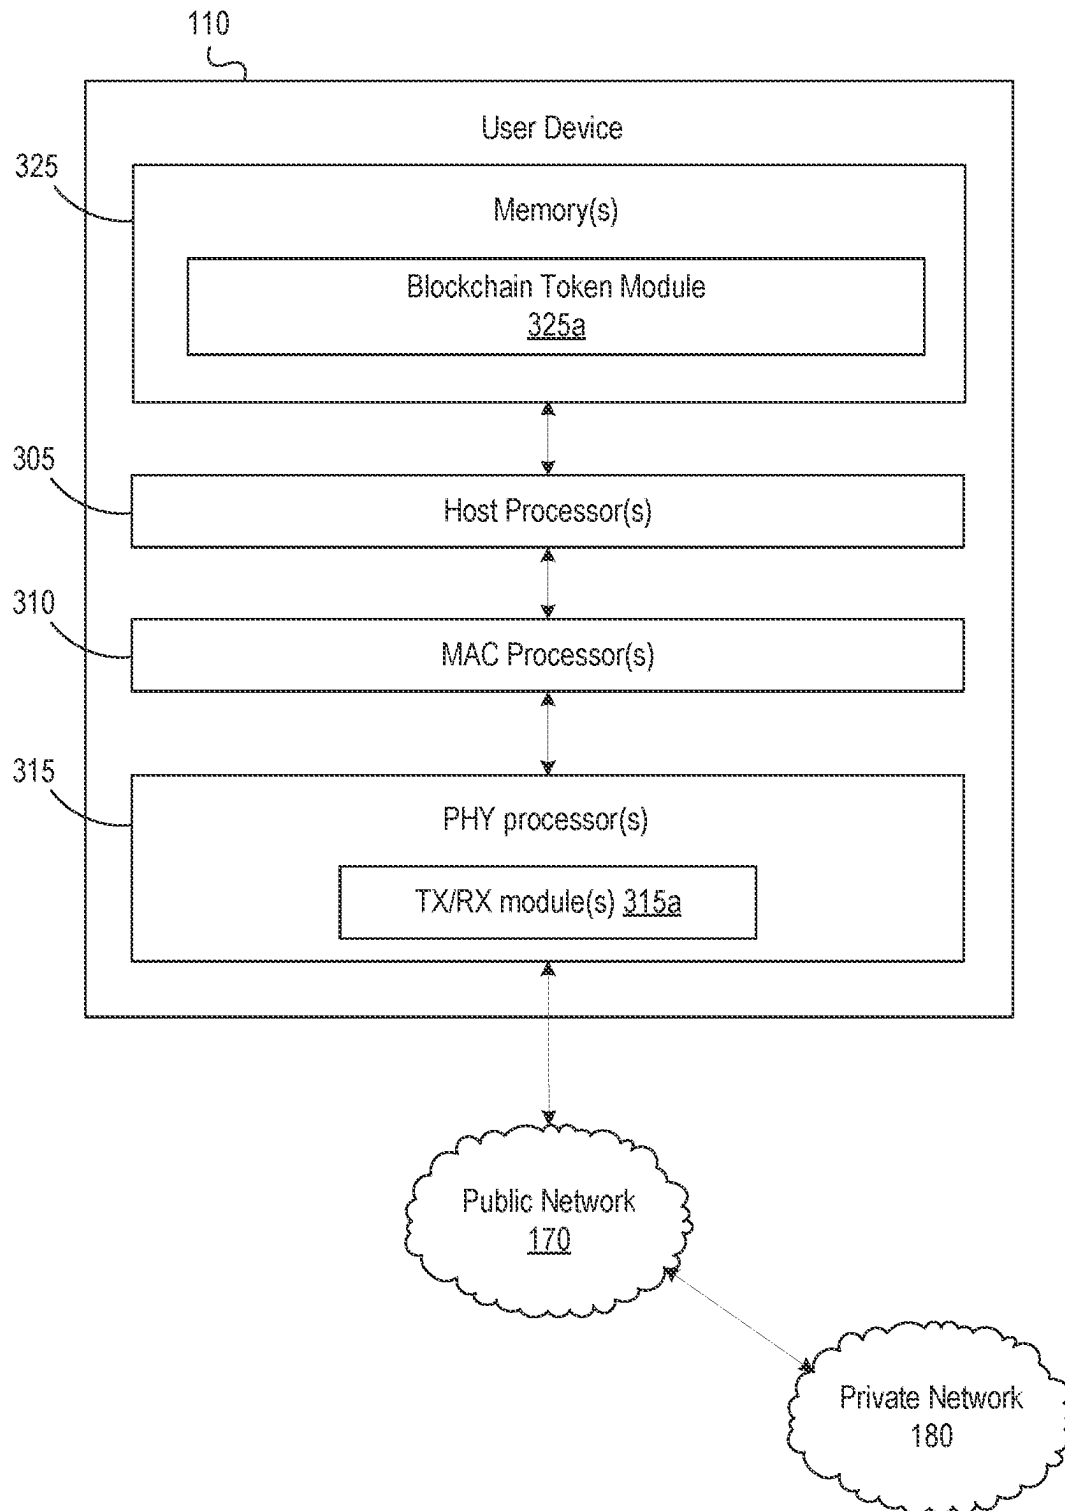 110
User Device
325
Memory(s)
Blockchain Token Module
325a
305
Host Processor(s)
310
MAC Processor(s)
315
PHY processor(s)
TX/RX module(s) 315a
Public Network
170
Private Network
180